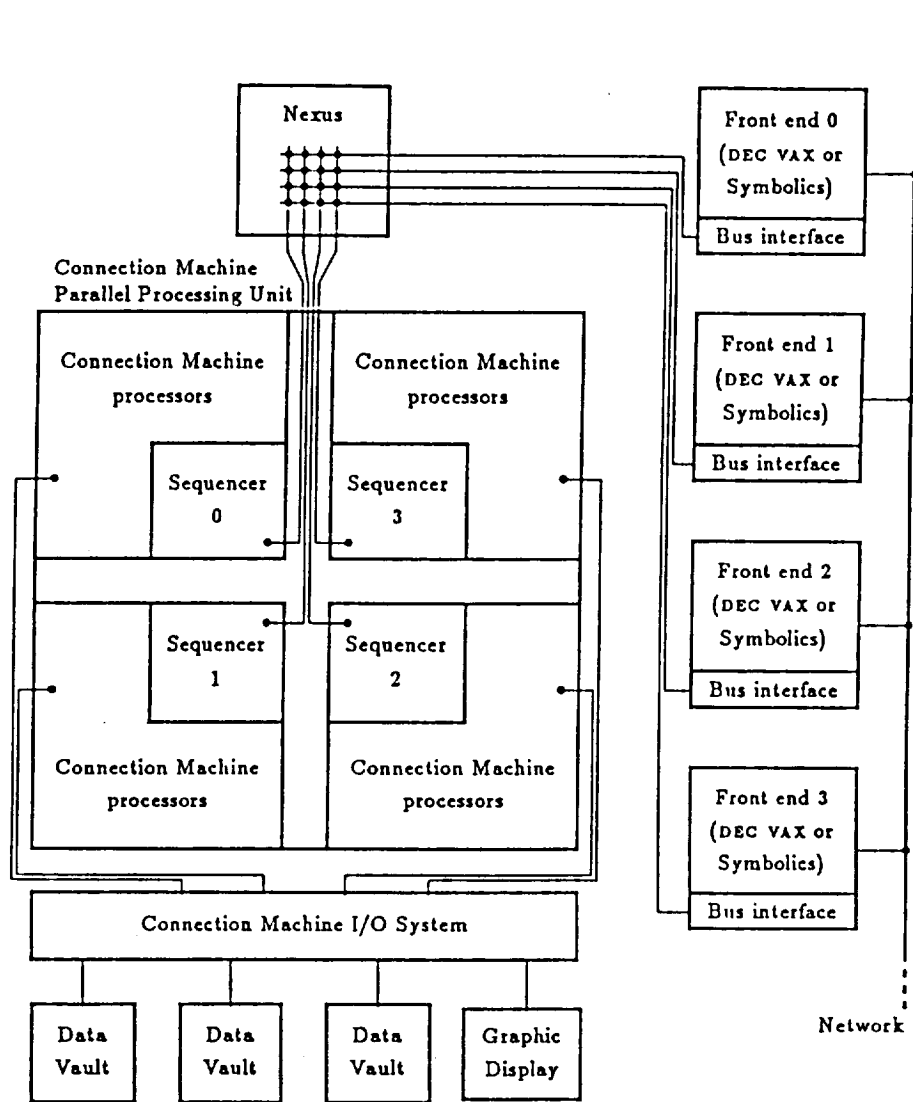 Nexus
Front end 0
(DEC VAX or
Symbolics)
Bus interface
Connection Machine
Parallel Processing Unit
Connection Machine
processors
Connection Machine
processors
Front end 1
(DEC VAX or
Symbolics)
Bus interface
Sequencer
0
Sequencer
3
Front end 2
(DEC VAX or
Symbolics)
Bus interface
Sequencer
1
Sequencer
2
Connection Machine
processors
Connection Machine
processors
Front end 3
(DEC VAX or
Symbolics)
Bus interface
Connection Machine I/O System
Data
Vault
Data
Vault
Data
Vault
Graphic
Display
Network